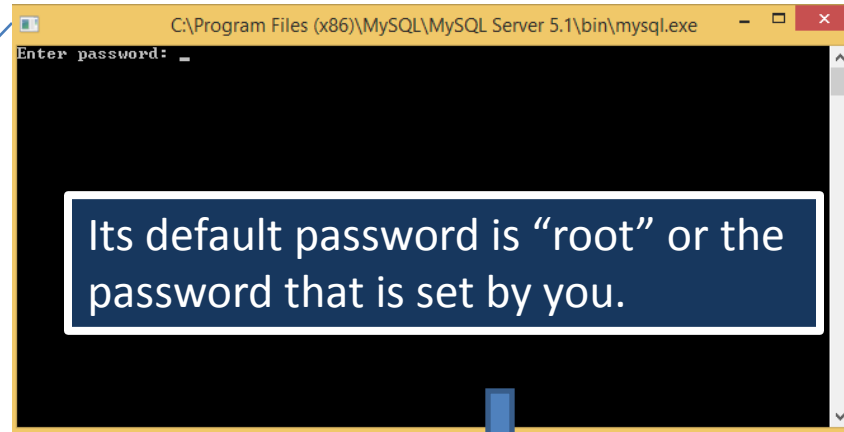 C:\Program Files (x86)\MySQL\MySQL Server 5.1\bin\mysql.exe
Enter password: _
Its default password is “root” or the
password that is set by you.